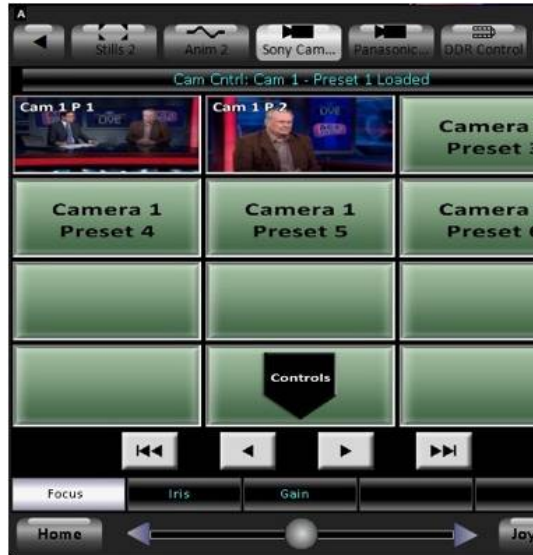 A
Stills 2
Anim 2
Sony Cam...
Panasonic...
DDR Control
Cam Cntrl: Cam 1 - Preset 1 Loaded
Cam 1 P 1
Cam 1 P 2
Camera
Preset 3
Camera 1
Preset 4
Camera 1
Preset 5
Camera
Preset
Controls
Focus
Iris
Gain
Home
Joy